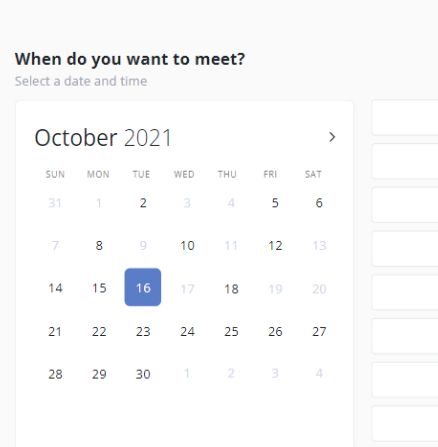 When do you want to meet?
Select a date and time
October 2021
SUN MON TUE WED THU FRI SAT
31 1 2 3 4 5 6
7 8 9 10 11 12 13
14 15 16 17 18 19 20
21 22 23 24 25 26 27
28 29 30 1 2 3 4